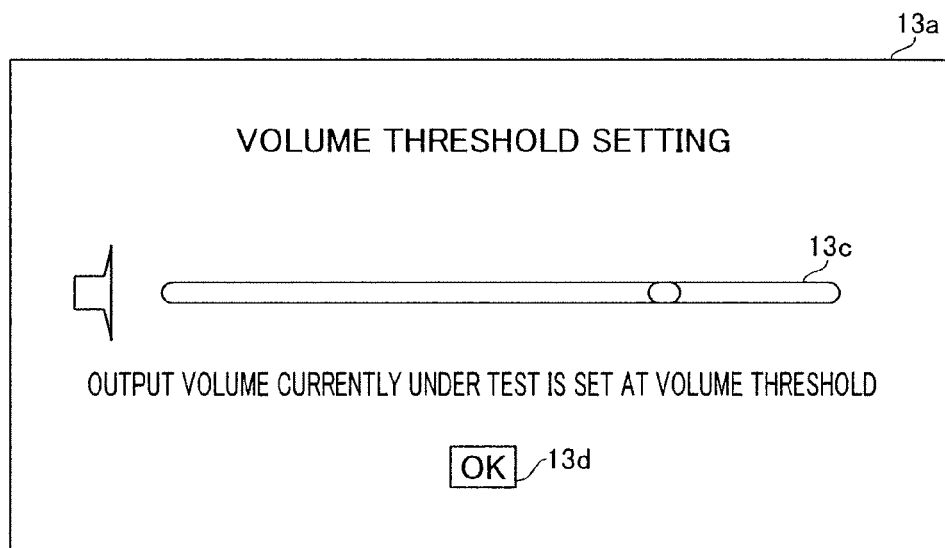 13a
VOLUME THRESHOLD SETTING
13c
OUTPUT VOLUME CURRENTLY UNDER TEST IS SET AT VOLUME THRESHOLD
OK
13d